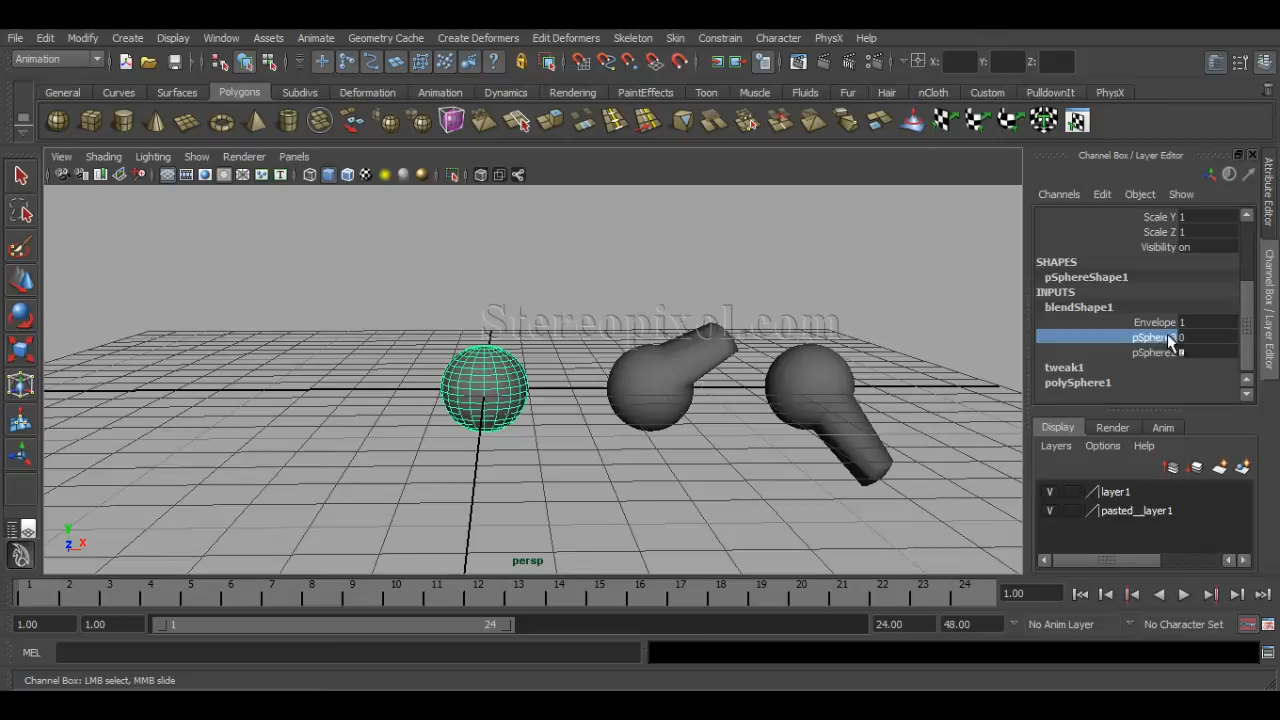 File Edit Modify Create Display Window Assets Animate Geometry Cache Create Deformers Edit Deformers Skeleton Skin Constrain Character PhysX Help
Animation X: Y: Z:
General Curves Surfaces Polygons Subdivs Deformation Animation Dynamics Rendering PaintEffects Toon Muscle Fluids Fur Hair nCloth Custom PulldownIt PhysX
View Shading Lighting Show Renderer Panels
Channel Box / Layer Editor
Channels Edit Object Show
Scale Y 1
Scale Z 1
Visibility on
SHAPES
pSphereShape1
INPUTS
blendShape1
Envelope 1
0
tweak1
polySphere1
Attribute Editor
Channel Box / Layer Editor
Stereopixel.com
persp
Display Render Anim
Layers Options Help
V layer1
V pasted__layer1
1 2 3 4 5 6 7 8 9 10 11 12 13 14 15 16 17 18 19 20 21 22 23 24 1.00
1.00 1.00 1 24 24.00 48.00 No Anim Layer No Character Set
MEL
Channel Box: LMB select, MMB slide